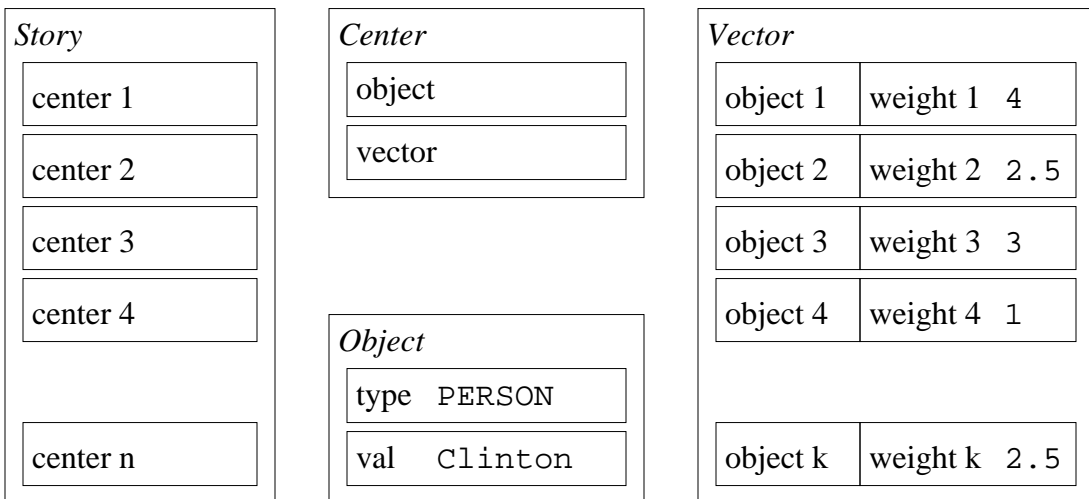 Story
center 1
center 2
center 3
center 4
center n
Center
object
vector
Object
type PERSON
val Clinton
Vector
object 1 weight 1 4
object 2 weight 2 2.5
object 3 weight 3 3
object 4 weight 4 1
object k weight k 2.5